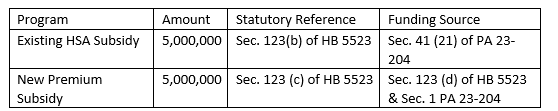 Program Amount Statutory Reference Funding Source
Existing HSA Subsidy 5,000,000 Sec. 123(b) of HB 5523 Sec. 41 (21) of PA 23-
204
New Premium 5,000,000 Sec. 123 (c) of HB 5523 Sec. 123 (d) of HB 5523
Subsidy & Sec. 1 PA 23-204